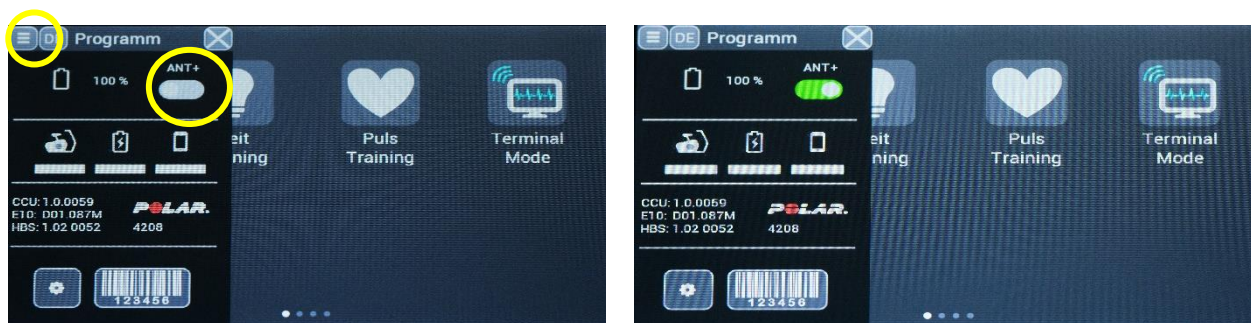 DE Programm
100 %
ANT+
eit
ning
Puls
Training
Terminal
Mode
CCU: 1.0.0059
E10: D01.087M
HBS: 1.02 0052
POLAR.
4208
123456
DE Programm
100 %
ANT+
eit
ning
Puls
Training
Terminal
Mode
CCU: 1.0.0059
E10: D01.087M
HBS: 1.02 0052
POLAR.
4208
123456